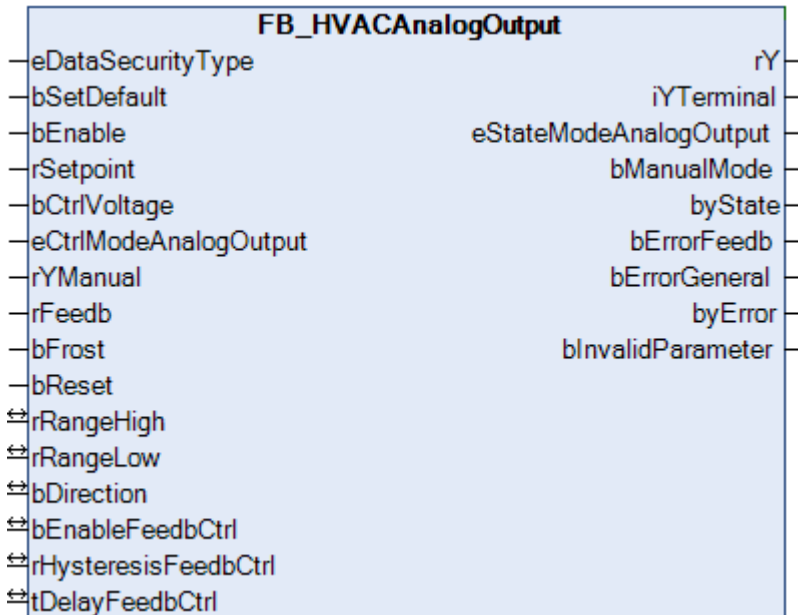 FB_HVACAnalogOutput
eDataSecurityType rY
bSetDefault iYTerminal
bEnable eStateModeAnalogOutput
rSetpoint bManualMode
bCtrlVoltage byState
eCtrlModeAnalogOutput bErrorFeedb
rYManual bErrorGeneral
rFeedb byError
bFrost bInvalidParameter
bReset
rRangeHigh
rRangeLow
bDirection
bEnableFeedbCtrl
rHysteresisFeedbCtrl
tDelayFeedbCtrl